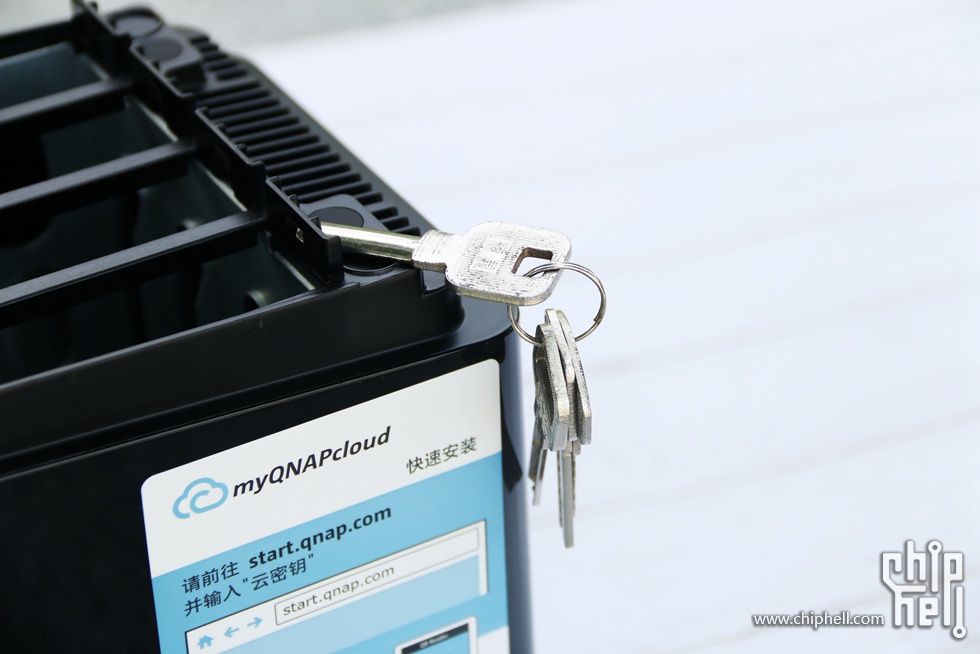 myQNAPcloud
快速安装
请前往 start.qnap.com
并输入"云密钥"
start.qnap.com
www.chiphell.com
chip
hell